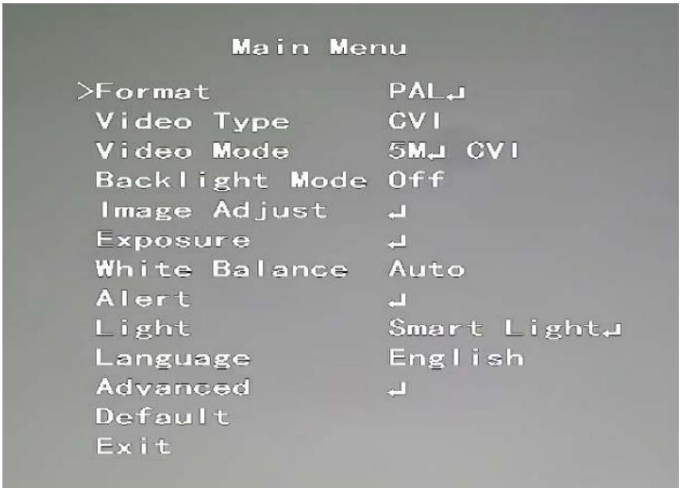 Main Menu
>Format PAL↵
Video Type CVI
Video Mode 5M↵ CVI
Backlight Mode Off
Image Adjust ↵
Exposure ↵
White Balance Auto
Alert ↵
Light Smart Light↵
Language English
Advanced ↵
Default
Exit